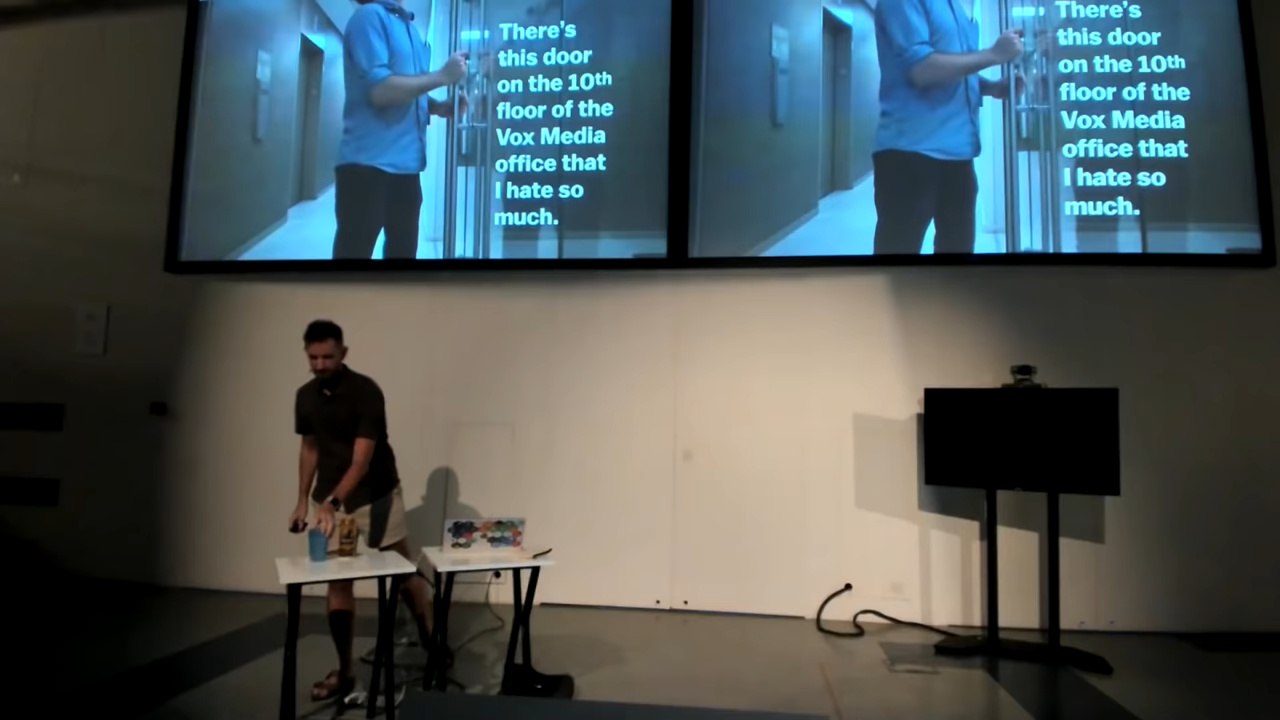 There's
this door
on the 10th
floor of the
Vox Media
office that
I hate so
much.
There's
this door
on the 10th
floor of the
Vox Media
office that
I hate so
much.